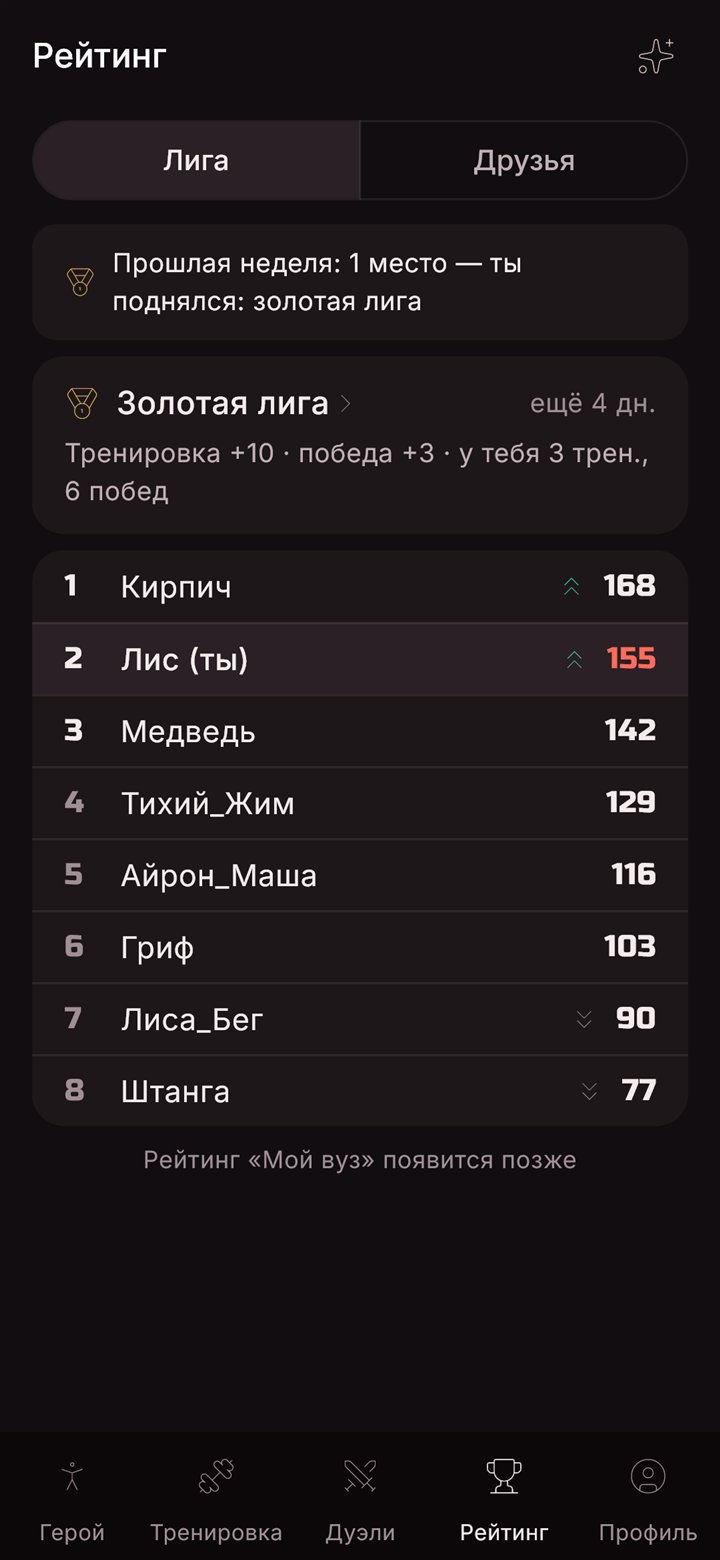 Рейтинг
Лига
Друзья
Прошлая неделя: 1 место — ты
поднялся: золотая лига
Золотая лига
ещё 4 дн.
Тренировка +10 · победа +3 · у тебя 3 трен.,
6 побед
1 Кирпич 168
2 Лис (ты) 155
3 Медведь 142
4 Тихий_Жим 129
5 Айрон_Маша 116
6 Гриф 103
7 Лиса_Бег 90
8 Штанга 77
Рейтинг «Мой вуз» появится позже
Герой Тренировка Дуэли Рейтинг Профиль